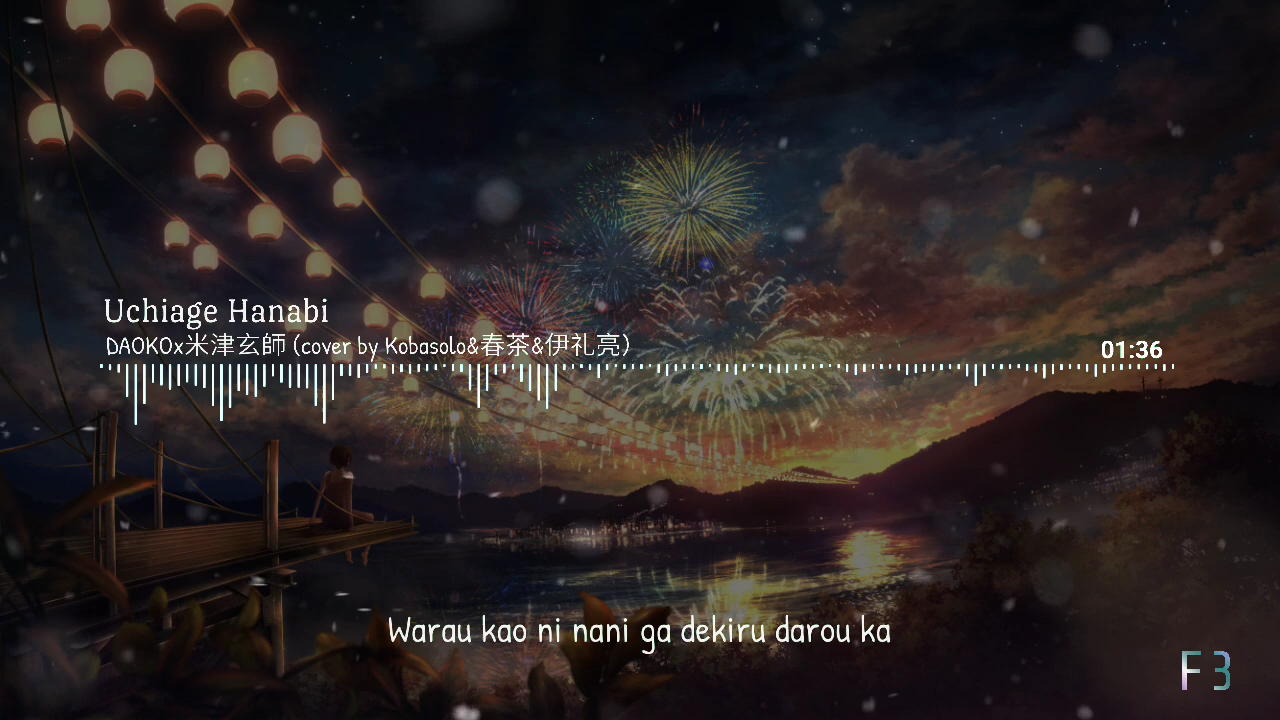 Uchiage Hanabi
DAOKOx米津玄師 (cover by Kobasolo&春茶&伊礼亮)
01:36
Warau kao ni nani ga dekiru darou ka
F 3